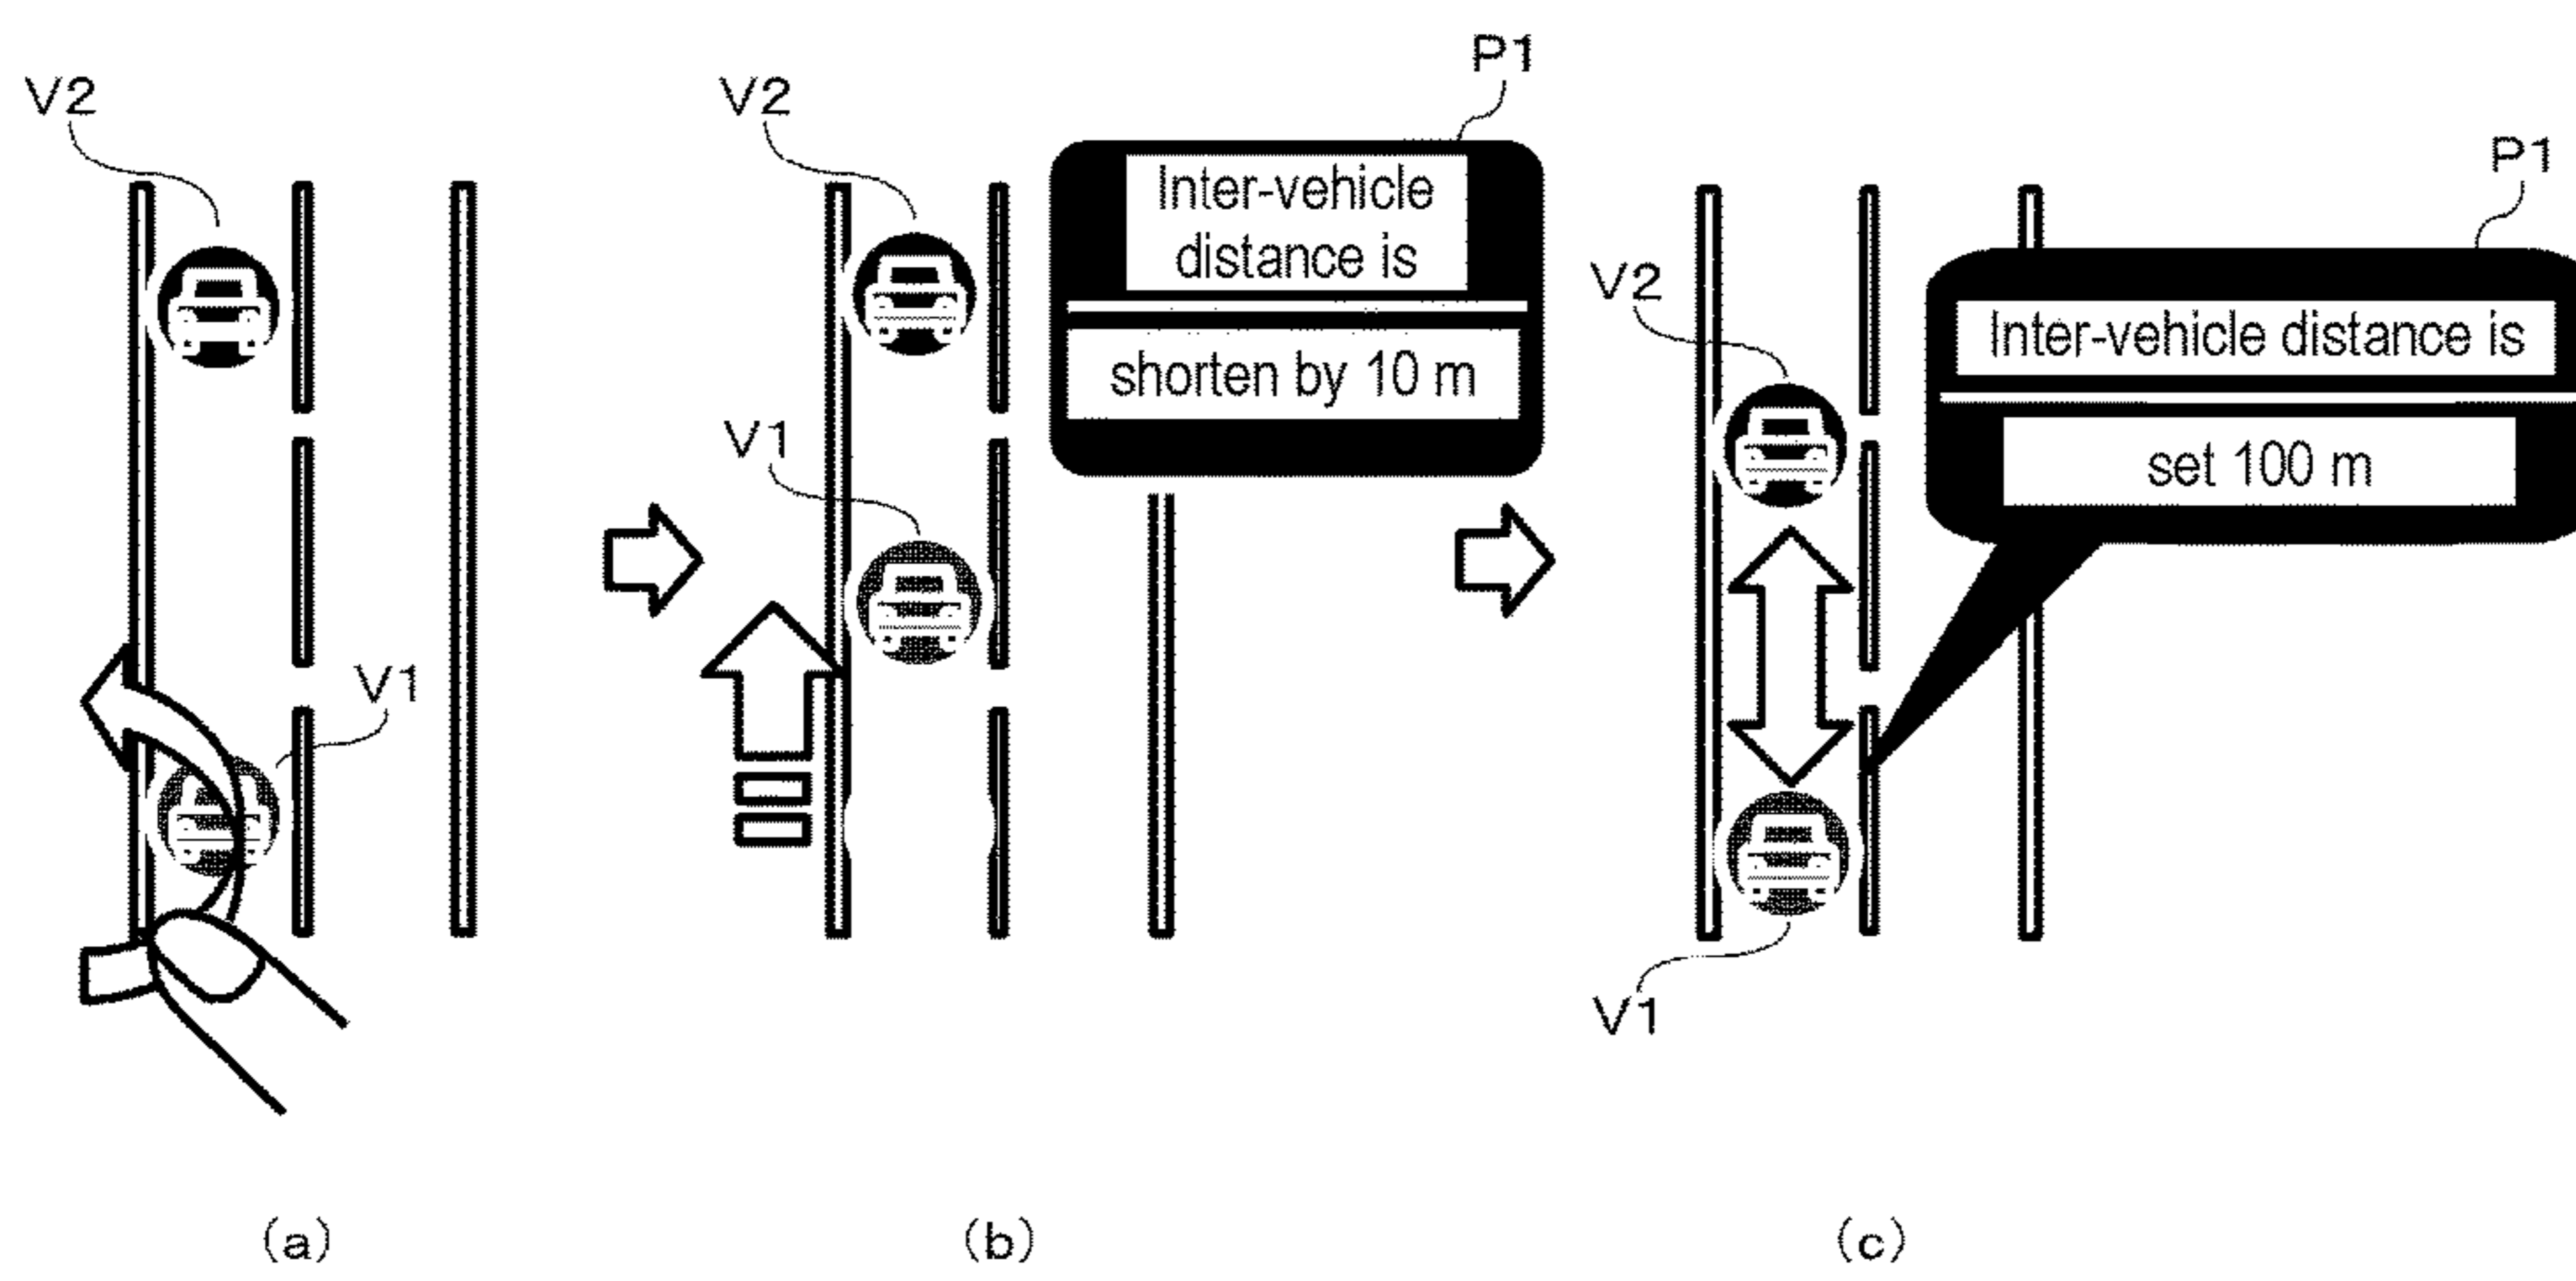 V2
V1
(a)
V2
V1
P1
Inter-vehicle
distance is
shorten by 10 m
(b)
V2
V1
P1
Inter-vehicle distance is
set 100 m
(c)